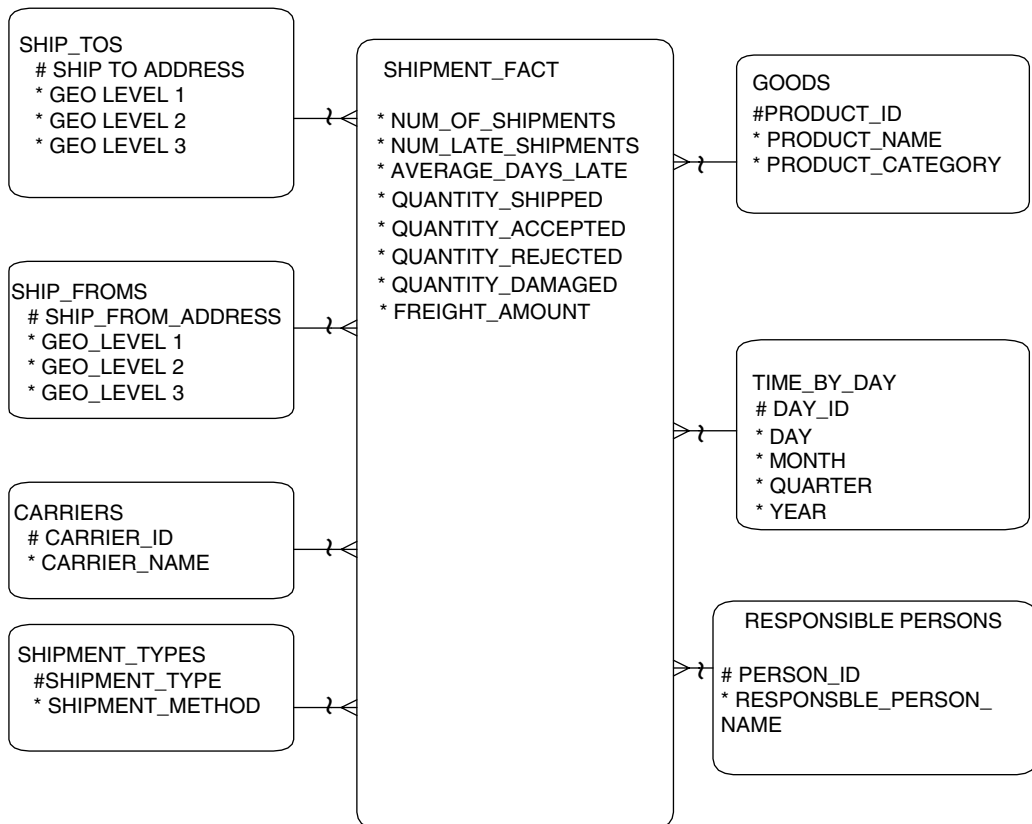 SHIP_TOS
# SHIP TO ADDRESS
* GEO LEVEL 1
* GEO LEVEL 2
* GEO LEVEL 3
SHIP_FROMS
# SHIP_FROM_ADDRESS
* GEO_LEVEL 1
* GEO_LEVEL 2
* GEO_LEVEL 3
CARRIERS
# CARRIER_ID
* CARRIER_NAME
SHIPMENT_TYPES
#SHIPMENT_TYPE
* SHIPMENT_METHOD
SHIPMENT_FACT
* NUM_OF_SHIPMENTS
* NUM_LATE_SHIPMENTS
* AVERAGE_DAYS_LATE
* QUANTITY_SHIPPED
* QUANTITY_ACCEPTED
* QUANTITY_REJECTED
* QUANTITY_DAMAGED
* FREIGHT_AMOUNT
GOODS
#PRODUCT_ID
* PRODUCT_NAME
* PRODUCT_CATEGORY
TIME_BY_DAY
# DAY_ID
* DAY
* MONTH
* QUARTER
* YEAR
RESPONSIBLE PERSONS
# PERSON_ID
* RESPONSBLE_PERSON_
NAME